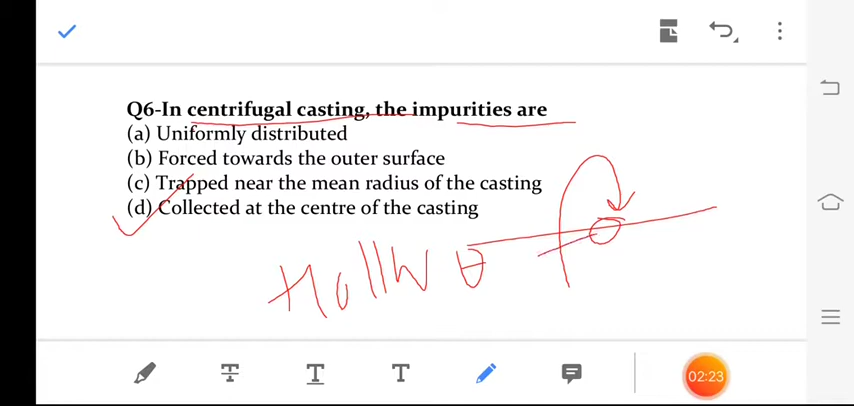 Q6-In centrifugal casting, the impurities are
(a) Uniformly distributed
(b) Forced towards the outer surface
(c) Trapped near the mean radius of the casting
(d) Collected at the centre of the casting
T T T
02:23